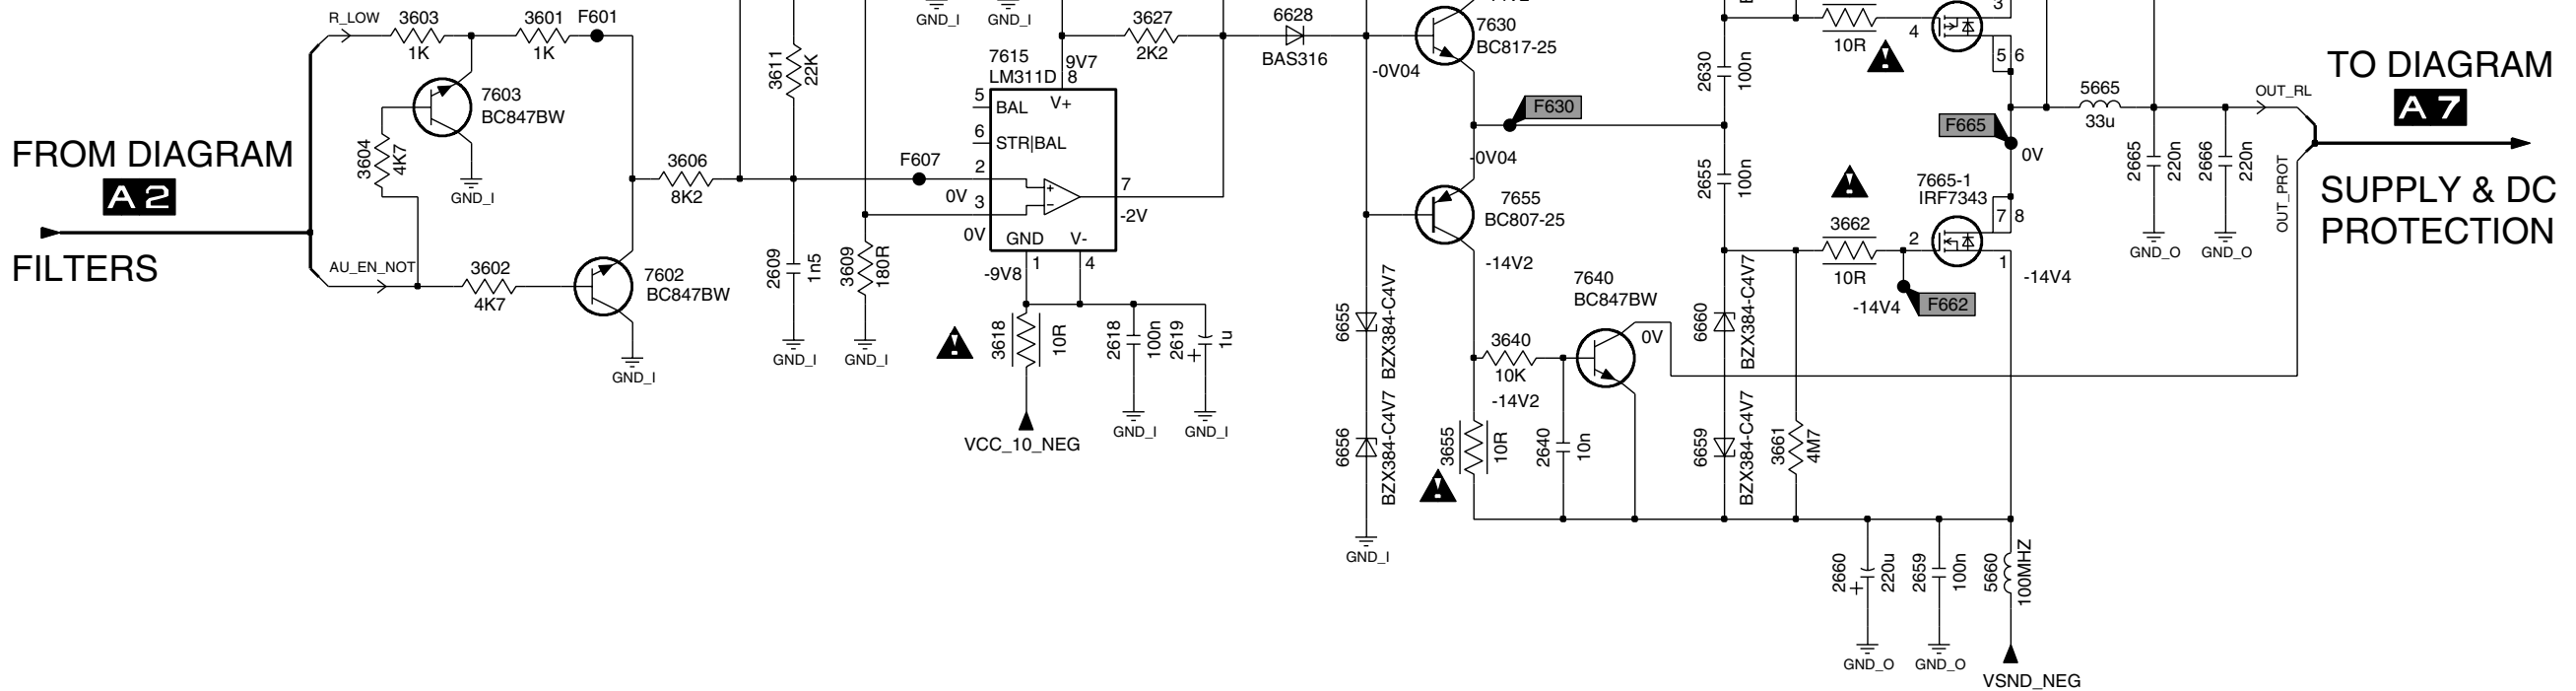 FROM DIAGRAM
A 2
FILTERS
R_LOW
3603
1K
3601
1K
F601
7603
BC847BW
3604
4K7
GND_I
AU_EN_NOT
3602
4K7
7602
BC847BW
GND_I
3606
8K2
3611
22K
F607
2609
1n5
GND_I
3609
180R
GND_I
GND_I
GND_I
7615
LM311D
9V7
8
V+
5
BAL
6
STR|BAL
2
0V
3
0V
+
-
7
-2V
GND
V-
1
4
-9V8
3618
10R
VCC_10_NEG
2618
100n
GND_I
2619
1u
+
GND_I
3627
2K2
6628
BAS316
7630
BC817-25
-0V04
F630
-0V04
7655
BC807-25
-14V2
6655
BZX384-C4V7
6656
BZX384-C4V7
GND_I
3640
10K
-14V2
3655
10R
2640
10n
7640
BC847BW
0V
2630
100n
2655
100n
6660
BZX384-C4V7
6659
BZX384-C4V7
3661
4M7
10R
4
3
5
6
F665
0V
7665-1
IRF7343
7
8
3662
10R
2
1
-14V4
-14V4
F662
5665
33u
2665
220n
GND_O
2666
220n
GND_O
OUT_RL
OUT_PROT
2660
220u
+
GND_O
2659
100n
GND_O
5660
100MHZ
VSND_NEG
TO DIAGRAM
A 7
SUPPLY & DC
PROTECTION